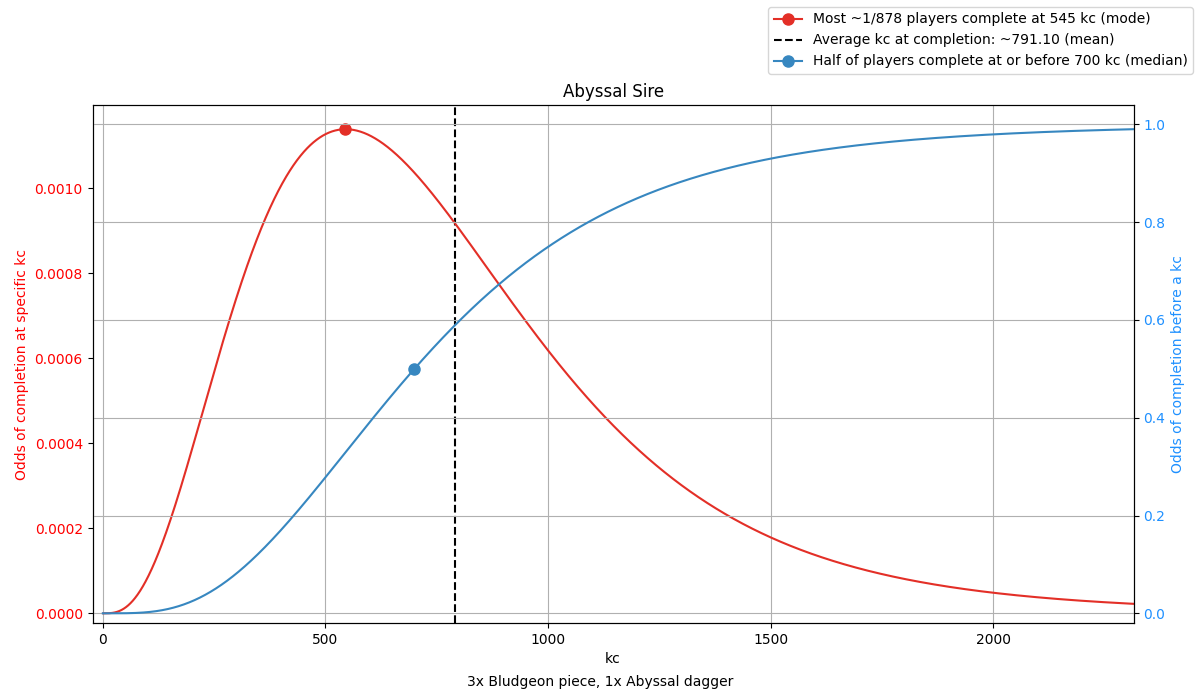 Most ~1/878 players complete at 545 kc (mode)
Average kc at completion: ~791.10 (mean)
Half of players complete at or before 700 kc (median)
Abyssal Sire
Odds of completion at specific kc
0.0010
0.0008
0.0006
0.0004
0.0002
0.0000
1.0
0.8
0.6
0.4
0.2
0.0
Odds of completion before a kc
0 500 1000 1500 2000
kc
3x Bludgeon piece, 1x Abyssal dagger